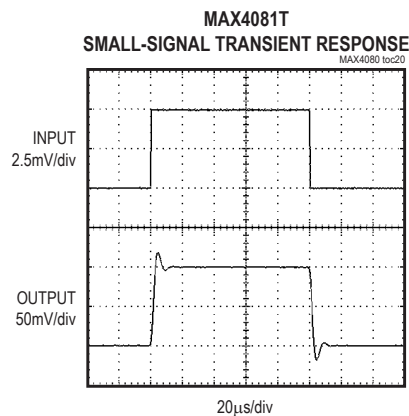 MAX4081T
SMALL-SIGNAL TRANSIENT RESPONSE
MAX4080 toc20
INPUT
2.5mV/div
OUTPUT
50mV/div
20μs/div